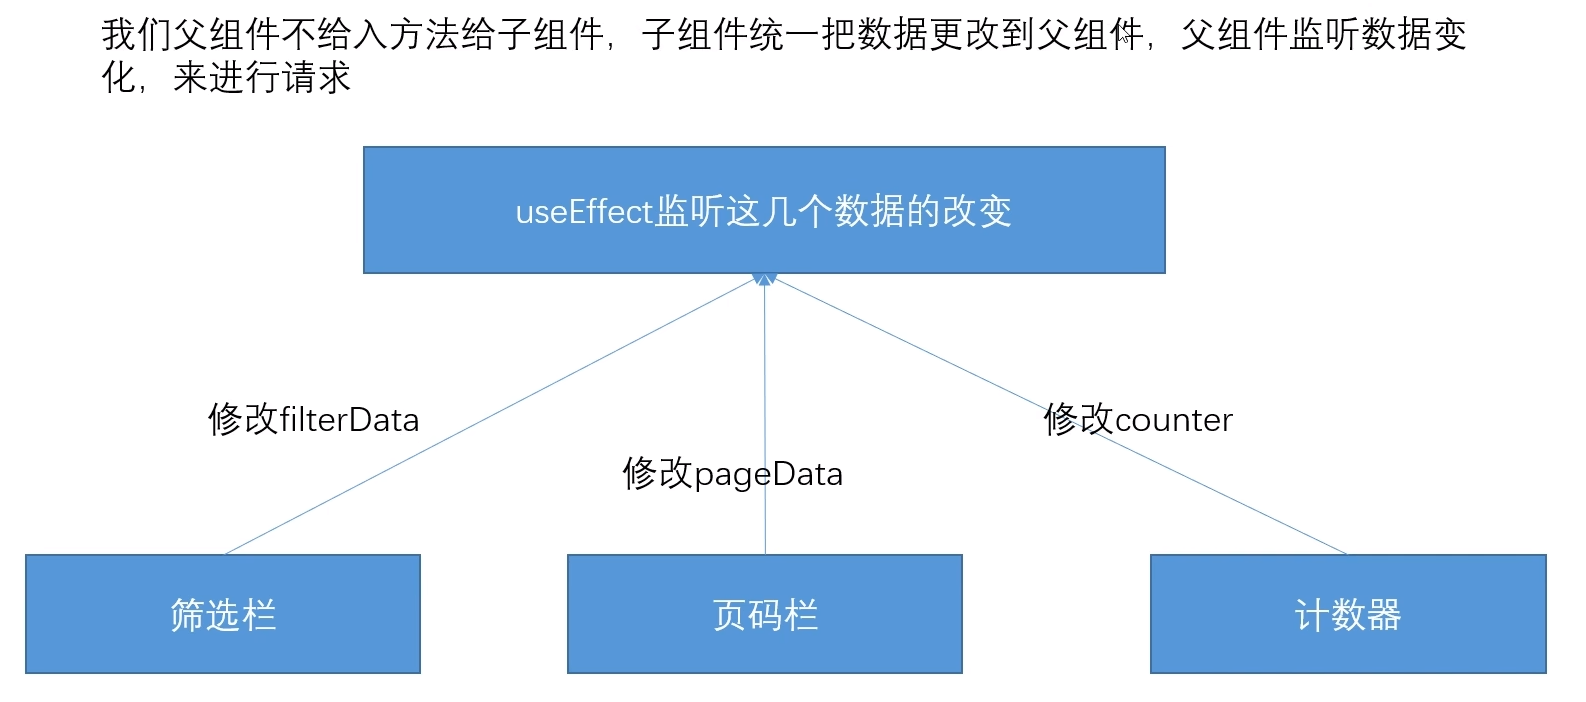 我们父组件不给入方法给子组件，子组件统一把数据更改到父组件，父组件监听数据变
化，来进行请求
useEffect监听这几个数据的改变
修改filterData
修改counter
修改pageData
筛选栏
页码栏
计数器